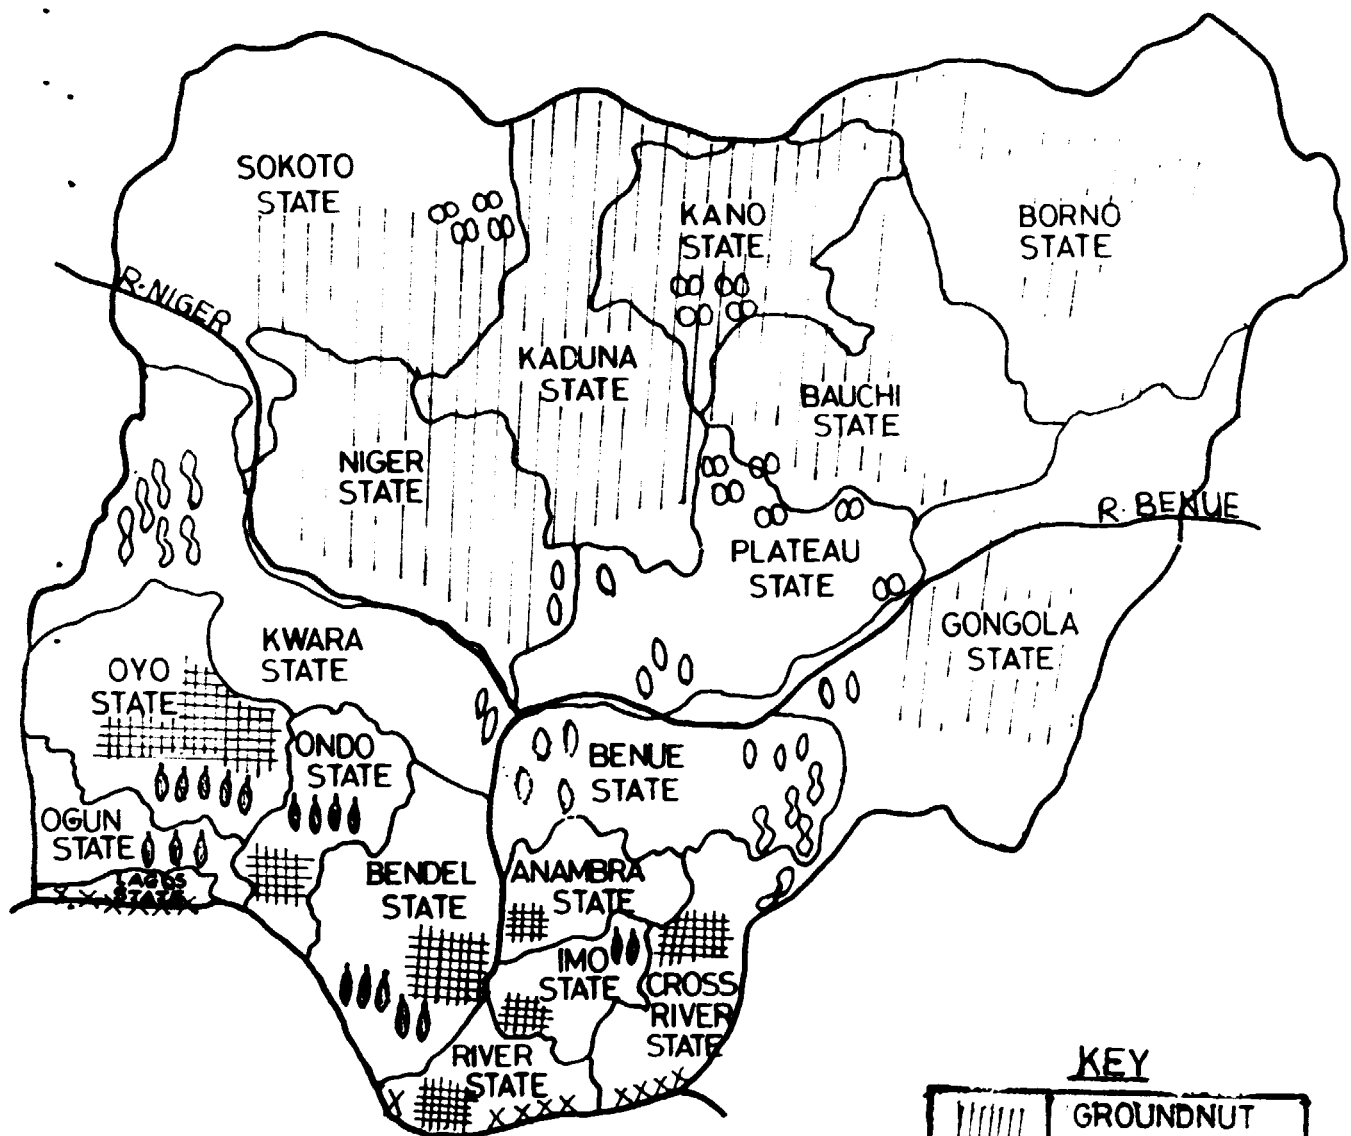 SOKOTO
STATE
KANO
STATE
BORNO
STATE
R.NIGER
KADUNA
STATE
BAUCHI
STATE
NIGER
STATE
R. BENUE
PLATEAU
STATE
GONGOLA
STATE
KWARA
STATE
OYO
STATE
ONDO
STATE
BENUE
STATE
OGUN
STATE
LAGOS
STATE
BENDEL
STATE
ANAMBRA
STATE
IMO
STATE
CROSS
RIVER
STATE
RIVER
STATE
KEY
GROUNDNUT